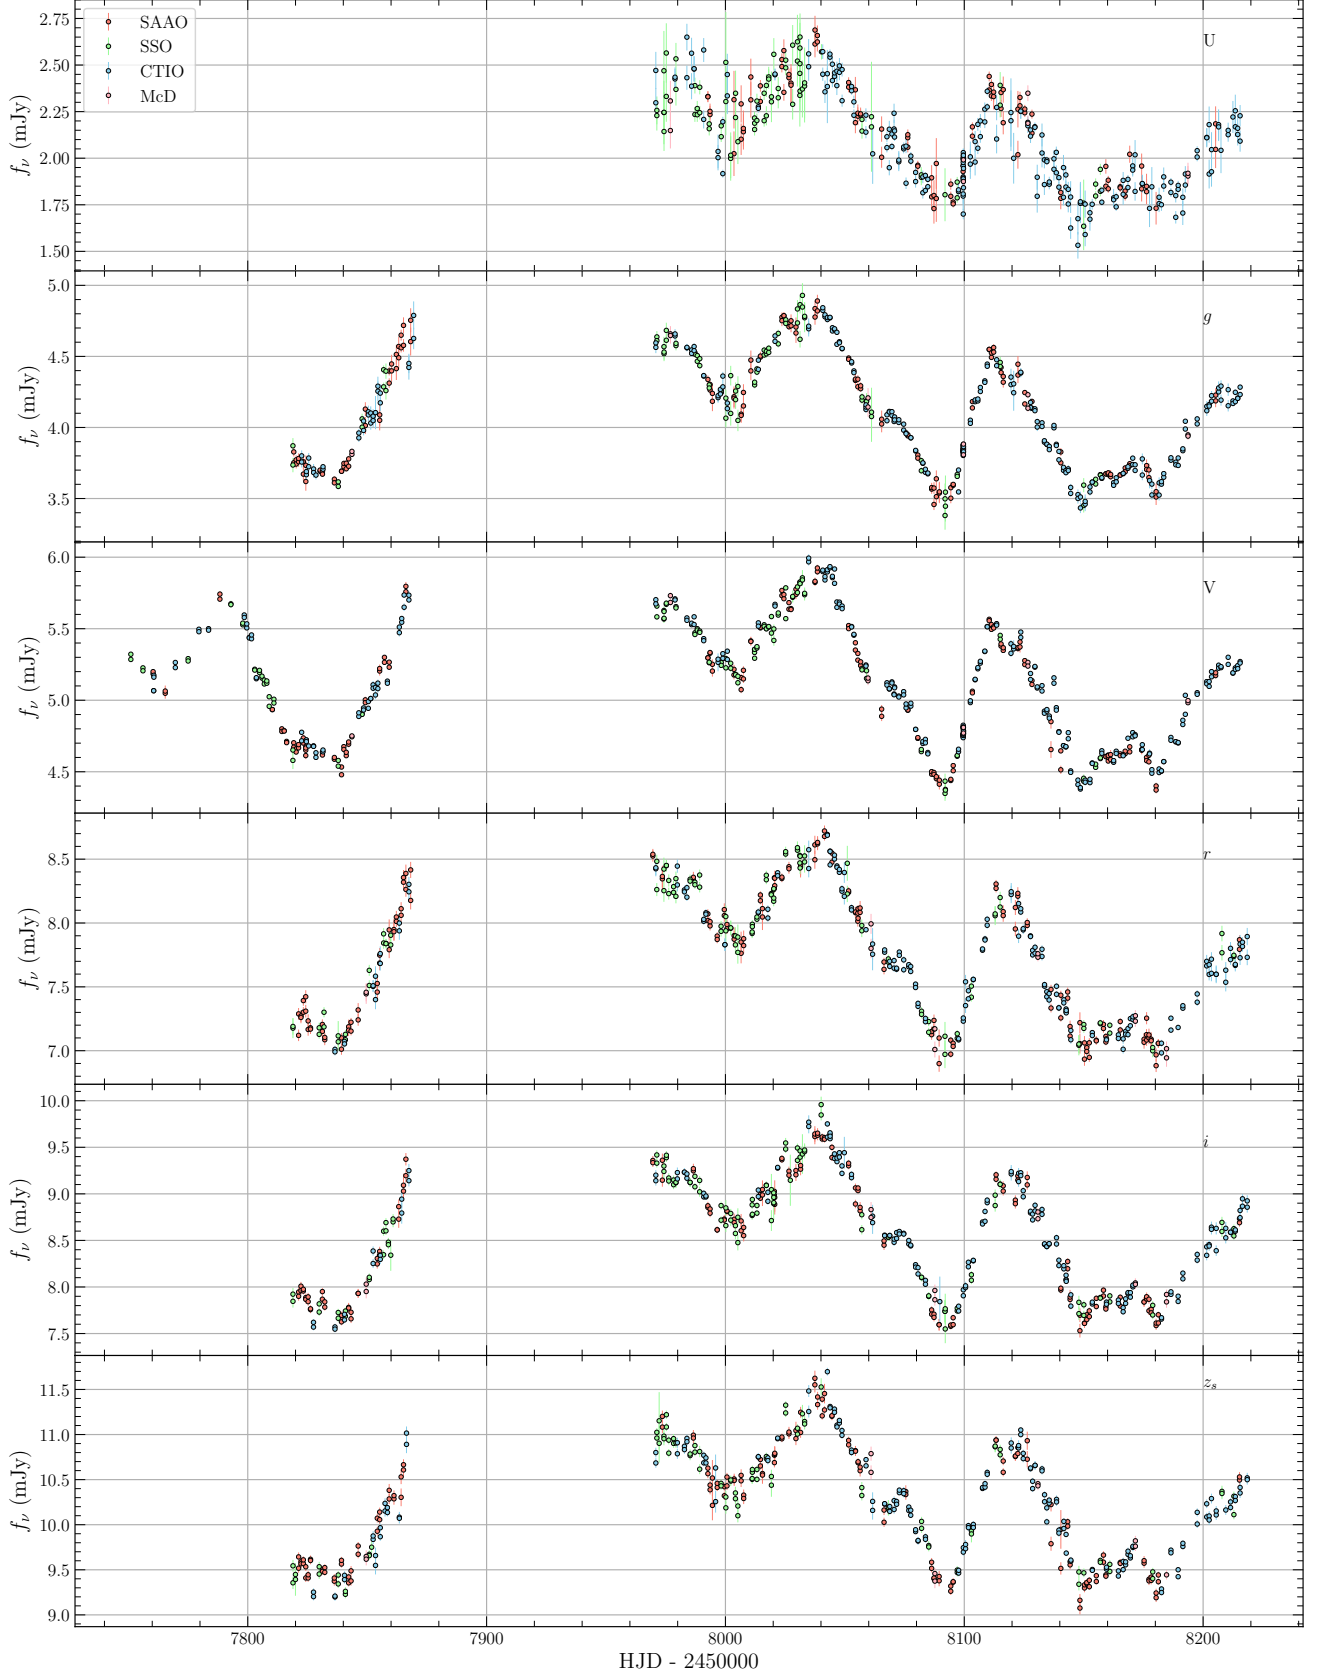 SAAO
SSO
CTIO
McD
U
2.75
2.50
2.25
2.00
1.75
1.50
f_ν (mJy)
g
5.0
4.5
4.0
3.5
f_ν (mJy)
V
6.0
5.5
5.0
4.5
f_ν (mJy)
r
8.5
8.0
7.5
7.0
f_ν (mJy)
i
10.0
9.5
9.0
8.5
8.0
7.5
f_ν (mJy)
z_s
11.5
11.0
10.5
10.0
9.5
9.0
f_ν (mJy)
7800 7900 8000 8100 8200
HJD - 2450000